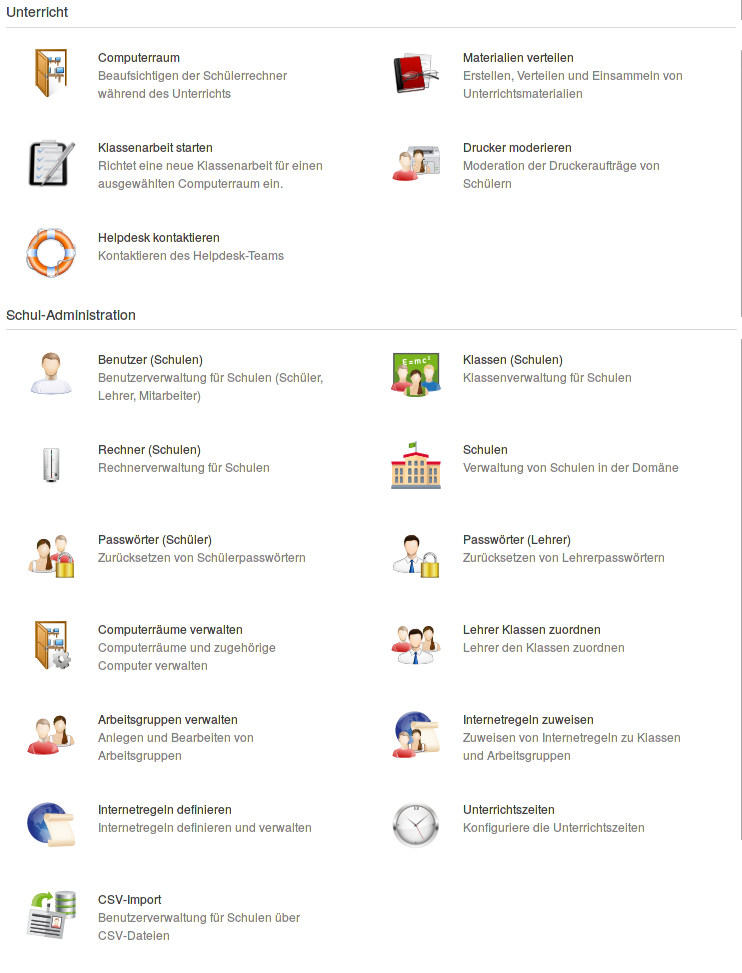 Unterricht
Computerraum
Beaufsichtigen der Schülerrechner
während des Unterrichts
Materialien verteilen
Erstellen, Verteilen und Einsammeln von
Unterrichtsmaterialien
Klassenarbeit starten
Richtet eine neue Klassenarbeit für einen
ausgewählten Computerraum ein.
Drucker moderieren
Moderation der Druckeraufträge von
Schülern
Helpdesk kontaktieren
Kontaktieren des Helpdesk-Teams
Schul-Administration
Benutzer (Schulen)
Benutzerverwaltung für Schulen (Schüler,
Lehrer, Mitarbeiter)
E=mc²
Klassen (Schulen)
Klassenverwaltung für Schulen
Rechner (Schulen)
Rechnerverwaltung für Schulen
Schulen
Verwaltung von Schulen in der Domäne
Passwörter (Schüler)
Zurücksetzen von Schülerpasswörtern
Passwörter (Lehrer)
Zurücksetzen von Lehrerpasswörtern
Computerräume verwalten
Computerräume und zugehörige
Computer verwalten
Lehrer Klassen zuordnen
Lehrer den Klassen zuordnen
Arbeitsgruppen verwalten
Anlegen und Bearbeiten von
Arbeitsgruppen
Internetregeln zuweisen
Zuweisen von Internetregeln zu Klassen
und Arbeitsgruppen
Internetregeln definieren
Internetregeln definieren und verwalten
Unterrichtszeiten
Konfiguriere die Unterrichtszeiten
CSV-Import
Benutzerverwaltung für Schulen über
CSV-Dateien